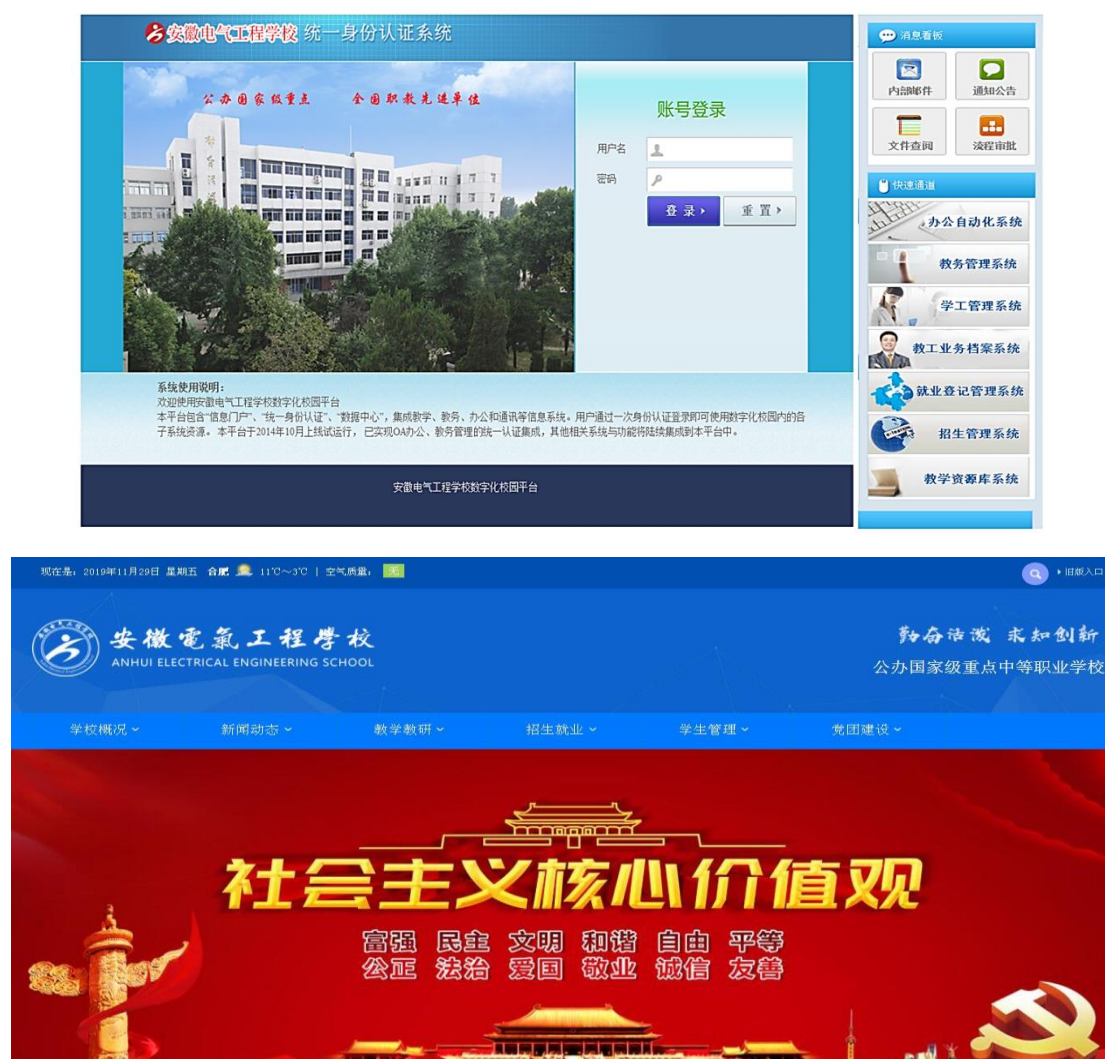 安徽电气工程学校 统一身份认证系统
公办国家级重点 全国职教先进单位
账号登录
用户名
密码
登录
重置
系统使用说明:
欢迎使用安徽电气工程学校数字化校园平台
本平台包含“信息门户”、“统一身份认证”、“数据中心”，集成教学、教务、办公和通讯等信息系统。用户通过一次身份认证登录即可使用数字化校园内的各
子系统资源。本平台于2014年10月上线试运行， 已实现OA办公、教务管理的统一认证集成，其他相关系统与功能将陆续集成到本平台中。
安徽电气工程学校数字化校园平台
消息看板
内部邮件 通知公告
文件查阅 流程审批
快速通道
办公自动化系统
教务管理系统
学工管理系统
教工业务档案系统
就业登记管理系统
招生管理系统
教学资源库系统
现在是: 2019年11月29日 星期五 合肥 11℃～3℃ | 空气质量: 无
旧版入口
安徽電氣工程學校
ANHUI ELECTRICAL ENGINEERING SCHOOL
勤奋活泼 求知创新
公办国家级重点中等职业学校
学校概况 新闻动态 教学教研 招生就业 学生管理 党团建设
社会主义核心价值观
富强 民主 文明 和谐 自由 平等
公正 法治 爱国 敬业 诚信 友善